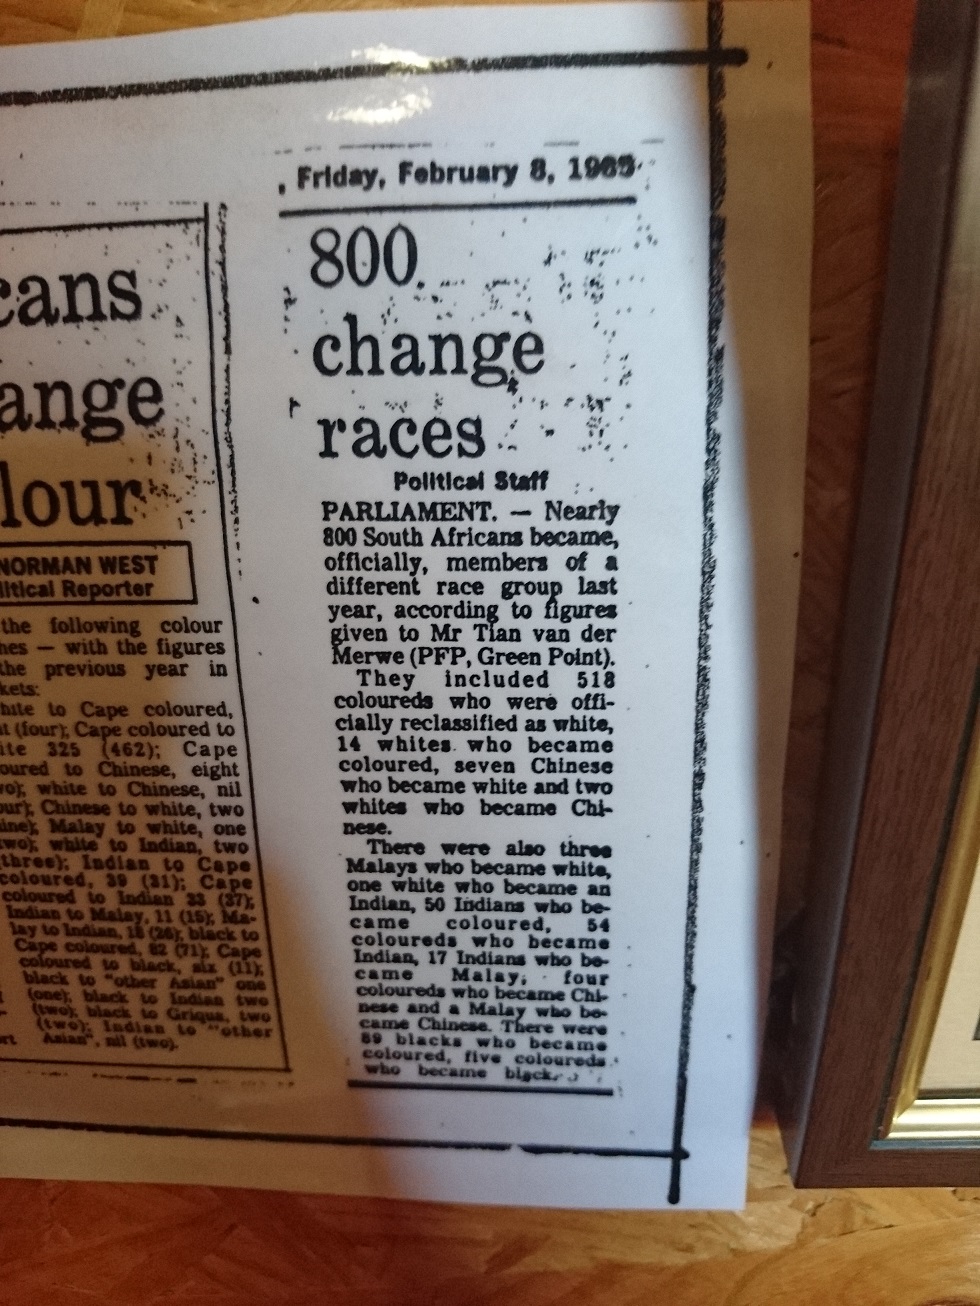 cans
ange
lour
NORMAN WEST
litical Reporter
the following colour
hes — with the figures
the previous year in
kets:
hite to Cape coloured,
ht (four); Cape coloured to
ite 325 (462); Cape
oured to Chinese, eight
wo); white to Chinese, nil
our); Chinese to white, two
ine); Malay to white, one
two); white to Indian, two
three); Indian to Cape
coloured, 39 (31); Cape
coloured to Indian 33 (37);
Indian to Malay, 11 (15); Ma-
lay to Indian, 18 (26); black to
Cape coloured, 82 (71); Cape
coloured to black, six (11);
black to "other Asian" one
(one); black to Indian two
(two); black to Griqua, two
(two); Indian to "other
Asian", nil (two).
Friday, February 8, 1985
800
change
races
Political Staff
PARLIAMENT. — Nearly
800 South Africans became,
officially, members of a
different race group last
year, according to figures
given to Mr Tian van der
Merwe (PFP, Green Point).
They included 518
coloureds who were offi-
cially reclassified as white,
14 whites who became
coloured, seven Chinese
who became white and two
whites who became Chi-
nese.
There were also three
Malays who became white,
one white who became an
Indian, 50 Indians who be-
came coloured, 54
coloureds who became
Indian, 17 Indians who be-
came Malay, four
coloureds who became Chi-
nese and a Malay who be-
came Chinese. There were
89 blacks who became
coloured, five coloureds
who became black.